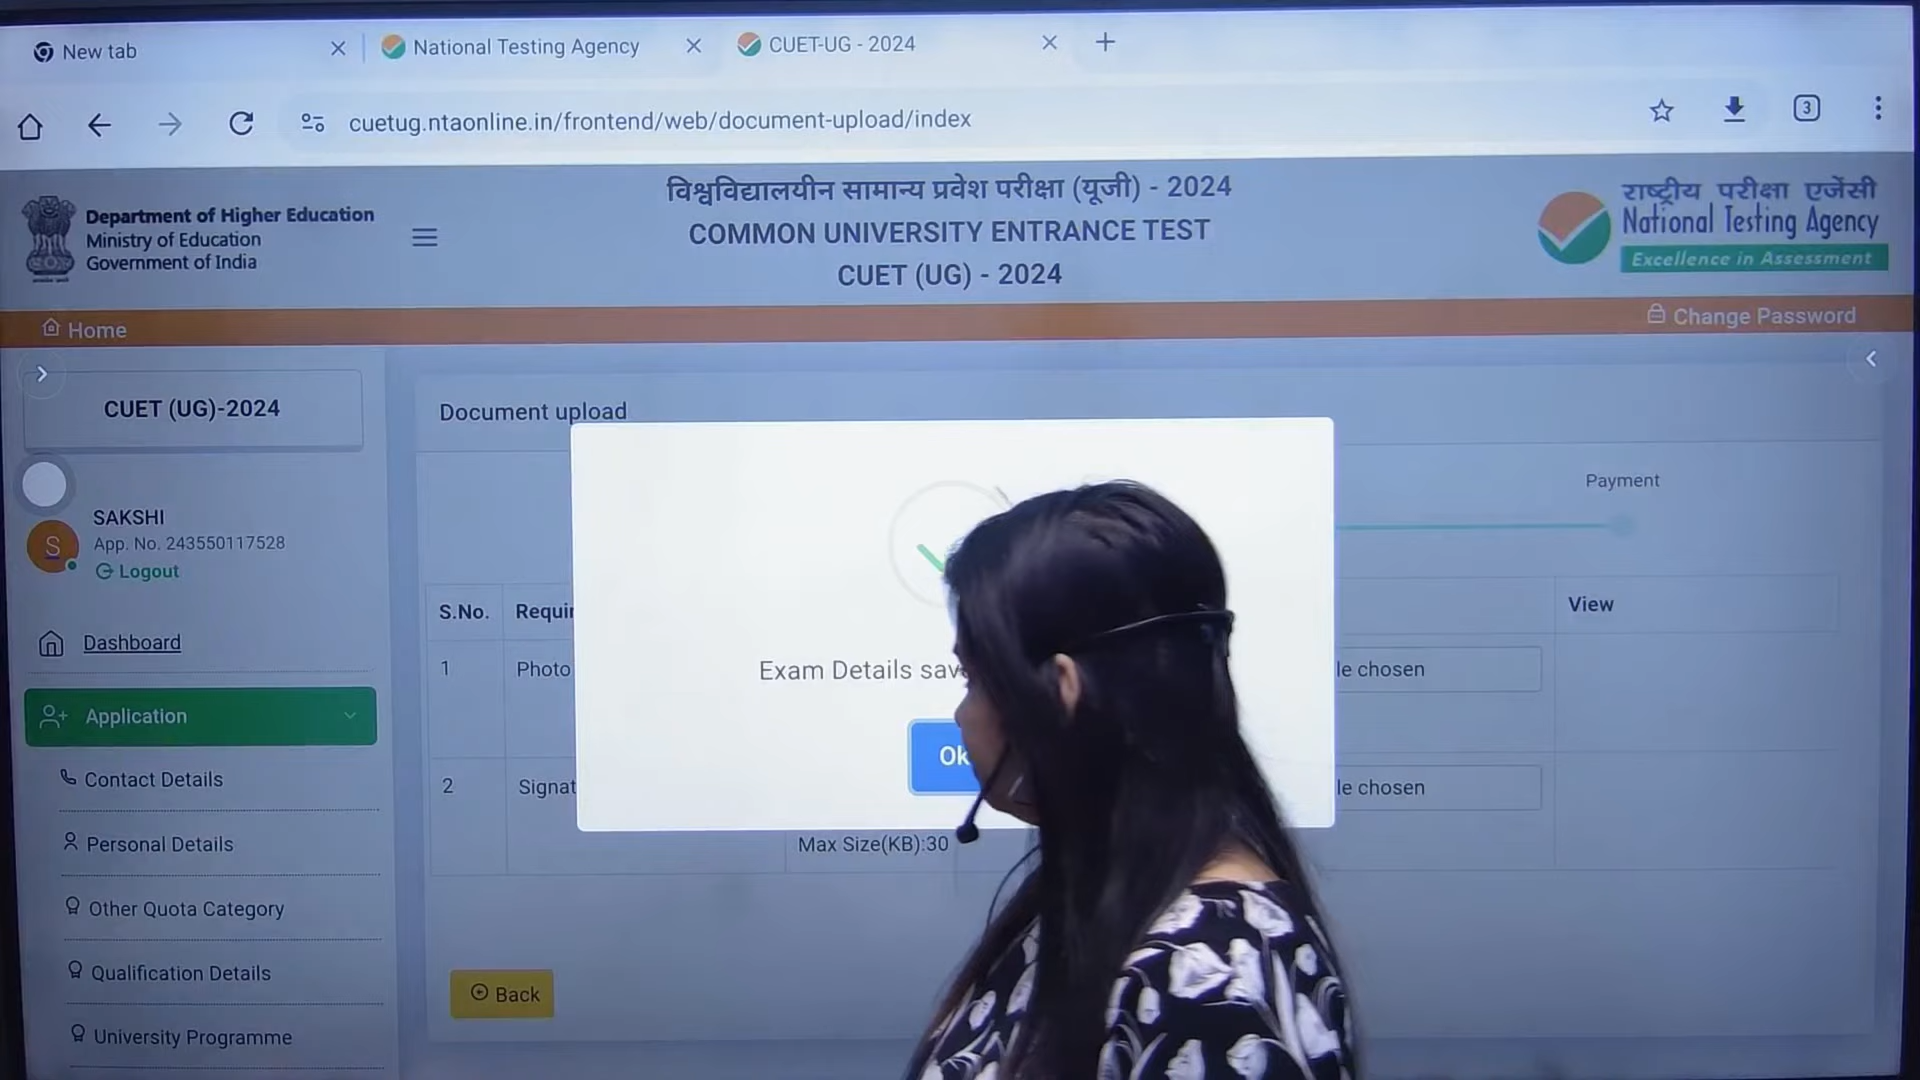 New tab
National Testing Agency
CUET-UG - 2024
cuetug.ntaonline.in/frontend/web/document-upload/index
3
Department of Higher Education
Ministry of Education
Government of India
विश्वविद्यालयीन सामान्य प्रवेश परीक्षा (यूजी) - 2024
COMMON UNIVERSITY ENTRANCE TEST
CUET (UG) - 2024
राष्ट्रीय परीक्षा एजेंसी
National Testing Agency
Excellence in Assessment
Home
Change Password
CUET (UG)-2024
S
SAKSHI
App. No. 243550117528
Logout
Dashboard
Application
Contact Details
Personal Details
Other Quota Category
Qualification Details
University Programme
Document upload
Payment
S.No.
View
1
Photo
chosen
2
chosen
Max Size(KB):30
Exam Details
Ok
Back